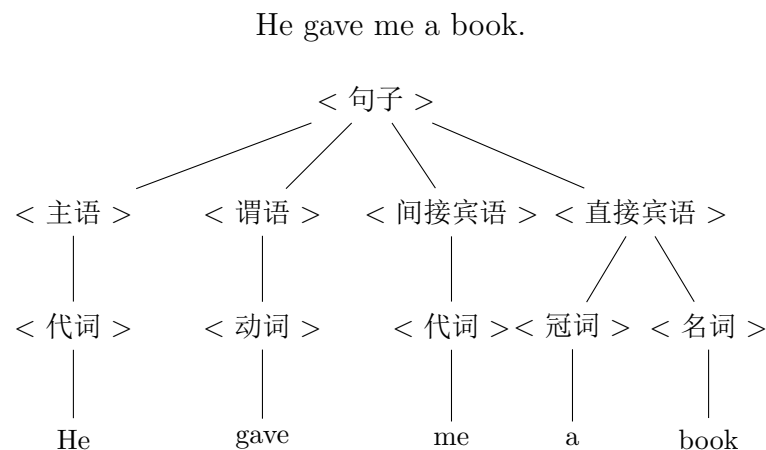 He gave me a book.
< 句子 >
< 主语 > < 谓语 > < 间接宾语 > < 直接宾语 >
< 代词 > < 动词 > < 代词 > < 冠词 > < 名词 >
He gave me a book